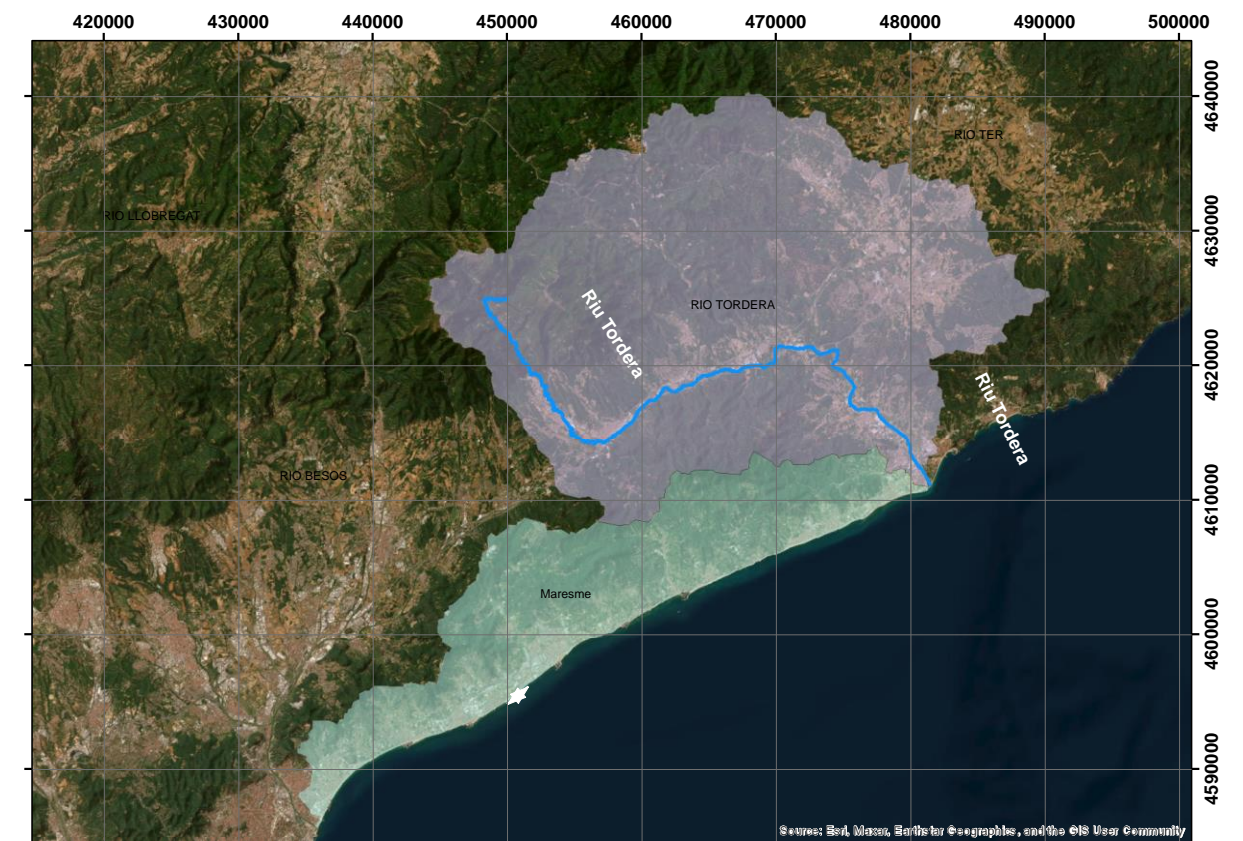 420000 430000 440000 450000 460000 470000 480000 490000 500000
4640000
RIO TER
RIO LLOBREGAT
4630000
Riu Tordera
RIO TORDERA
4620000
Riu Tordera
RIO BESOS
4610000
Maresme
4600000
4590000
Source: Esri, Maxar, Earthstar Geographics, and the GIS User Community